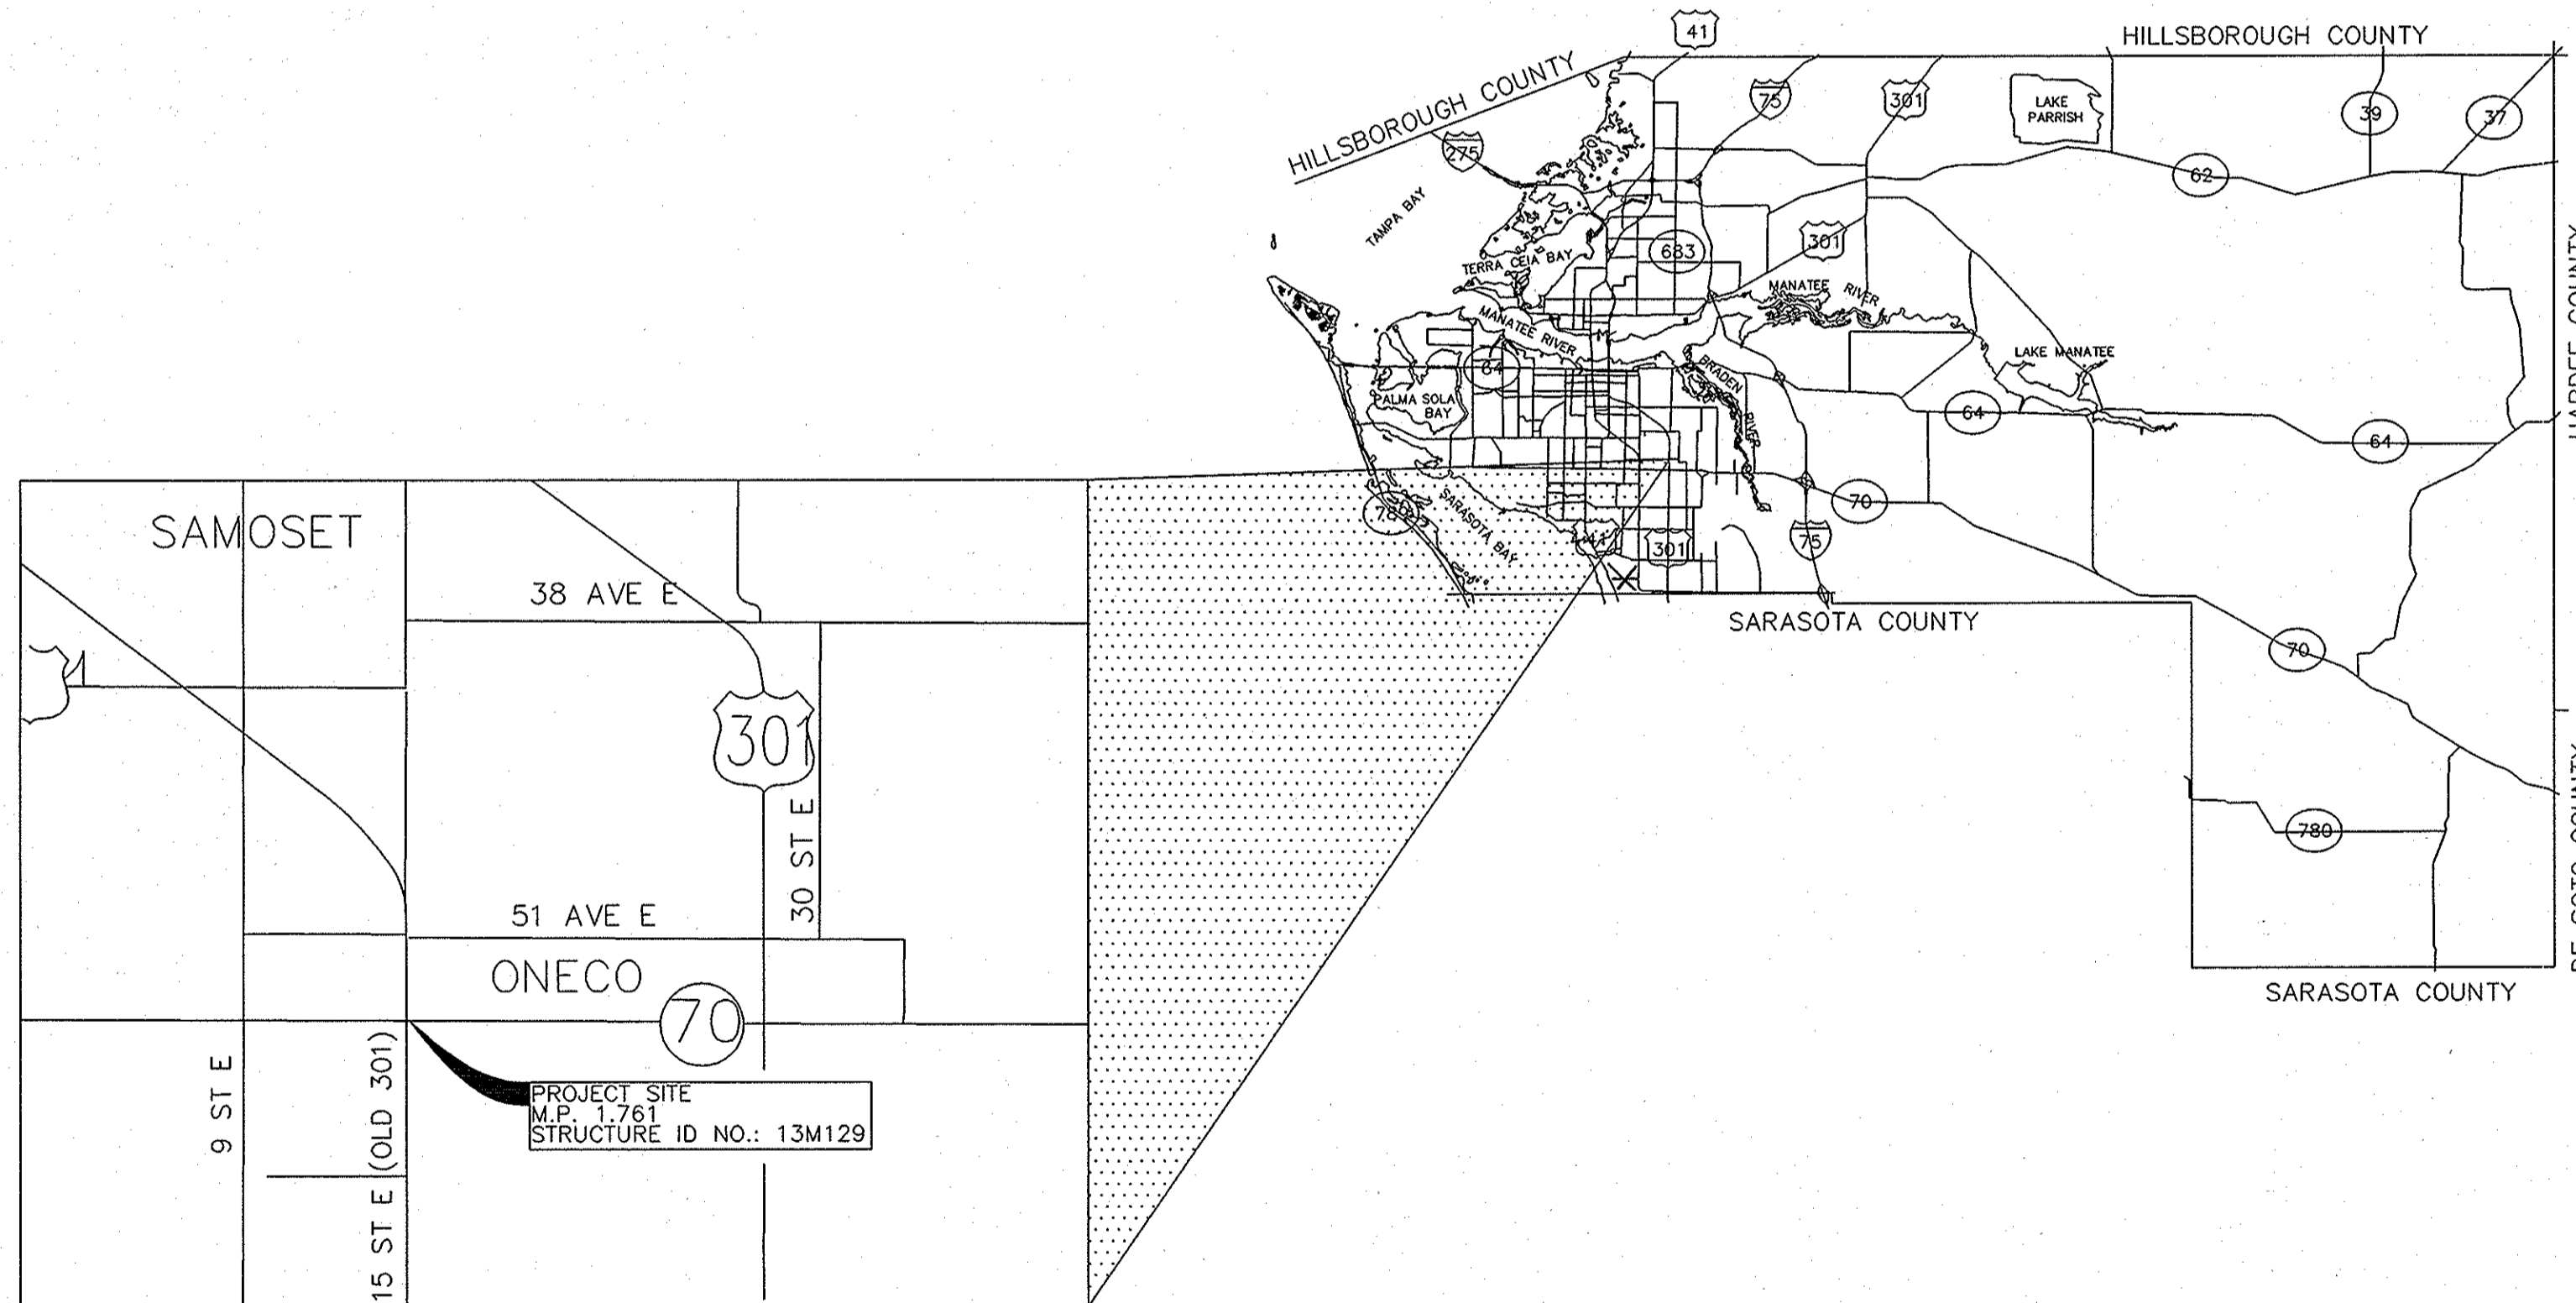 41
HILLSBOROUGH COUNTY
HILLSBOROUGH COUNTY
75
301
LAKE
PARRISH
39
37
275
62
TAMPA BAY
TERRA CEIA BAY
683
301
MANATEE RIVER
MANATEE RIVER
64
BRADEN RIVER
LAKE MANATEE
PALMA SOLA
BAY
64
64
SARASOTA BAY
70
301
75
SARASOTA COUNTY
70
780
SARASOTA COUNTY
SAMOSET
38 AVE E
301
30 ST E
51 AVE E
ONECO
70
9 ST E
15 ST E (OLD 301)
PROJECT SITE
M.P. 1.761
STRUCTURE ID NO.: 13M129